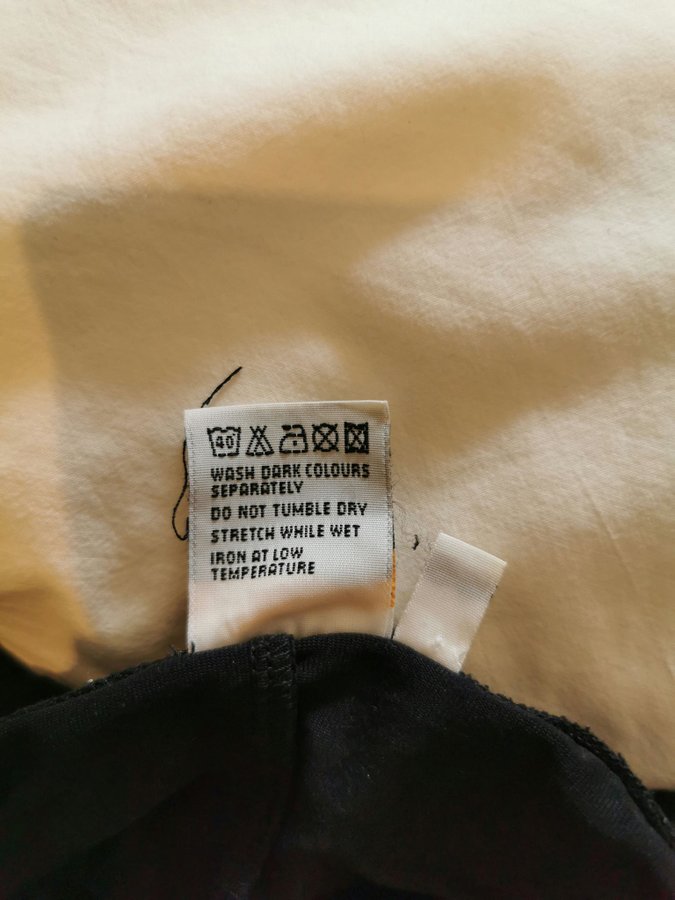 40
WASH DARK COLOURS
SEPARATELY
DO NOT TUMBLE DRY
STRETCH WHILE WET
IRON AT LOW
TEMPERATURE